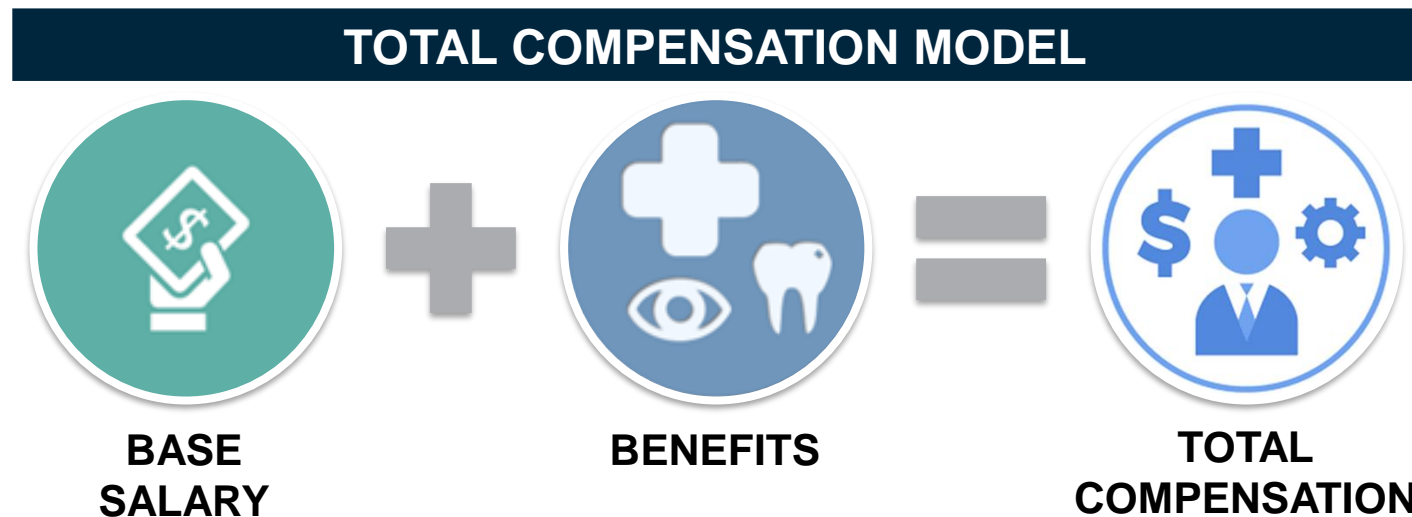 TOTAL COMPENSATION MODEL
$
$
BASE
SALARY
BENEFITS
TOTAL
COMPENSATION